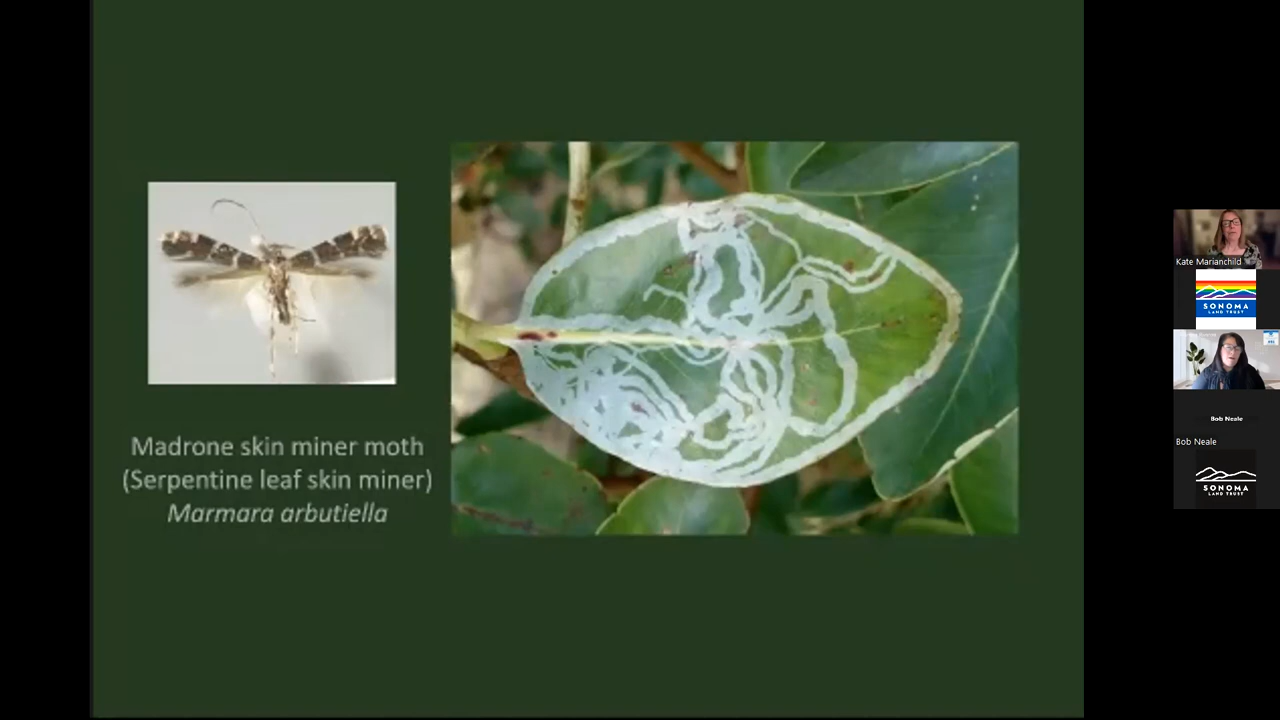 Madrone skin miner moth
(Serpentine leaf skin miner)
Marmara arbutiella
Kate Marianchild
SONOMA
LAND TRUST
Bob Neale
Bob Neale
SONOMA
LAND TRUST